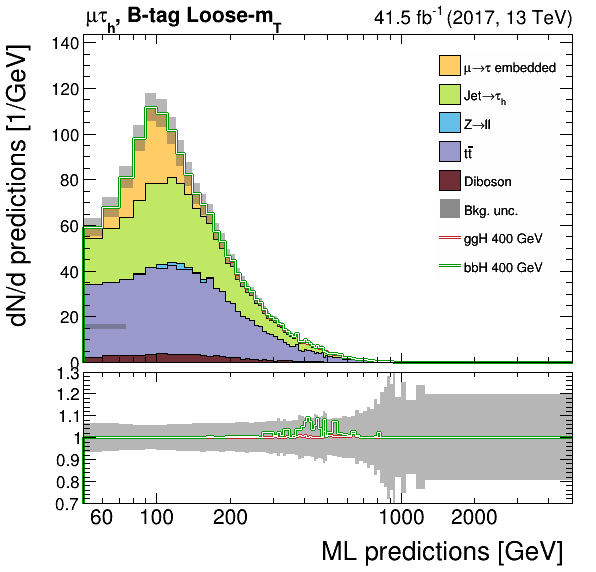 μτh, B-tag Loose-mT
41.5 fb⁻¹ (2017, 13 TeV)
dN/d predictions [1/GeV]
140
120
100
80
60
40
20
0
μ→τ embedded
Jet→τh
Z→ll
tt̄
Diboson
Bkg. unc.
ggH 400 GeV
bbH 400 GeV
1.3
1.2
1.1
1
0.9
0.8
0.7
60 100 200 1000 2000
ML predictions [GeV]